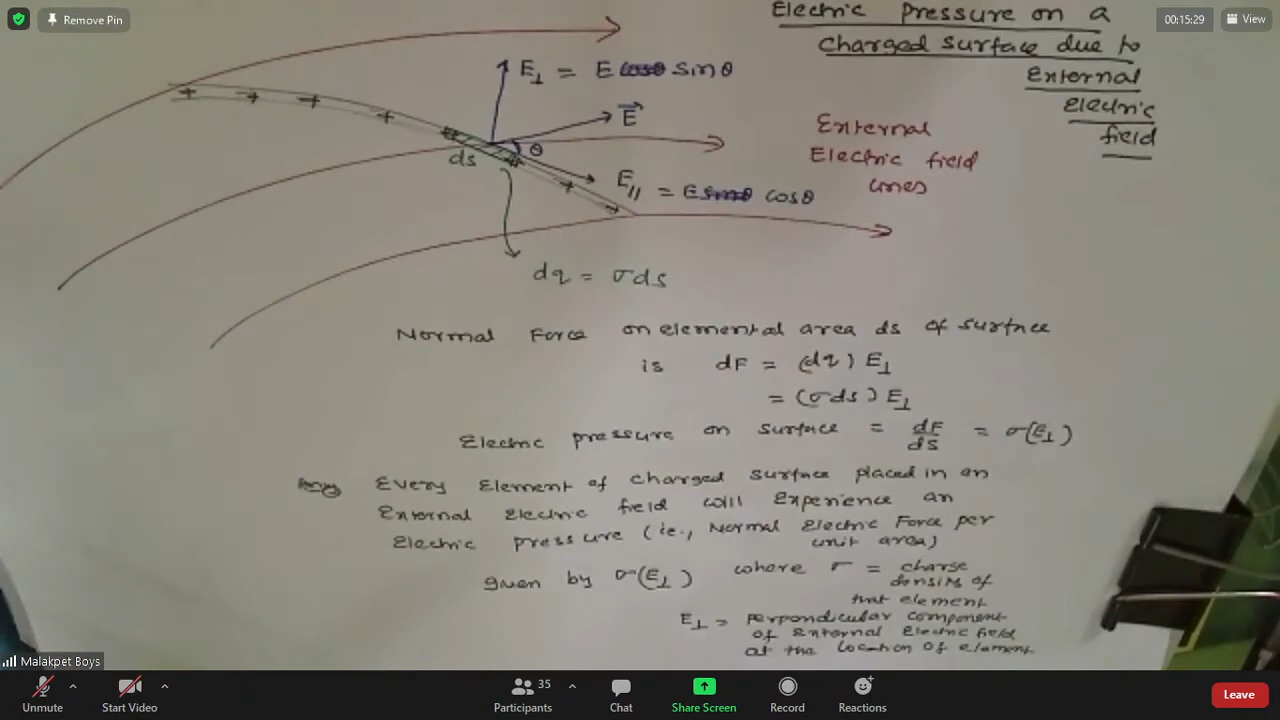 Remove Pin
00:15:29
View
Electric Pressure on a
Charged surface due to
External
Electric
field
E⊥ = E cosθ sinθ
E
θ
ds
E// = E sinθ cosθ
External
Electric field
lines
dq = σds
Normal Force on elemental area ds of surface
is dF = (dq) E⊥
= (σds) E⊥
Electric pressure on surface = dF/ds = σ(E⊥)
Every Element of charged surface placed in an
External Electric field will Experience an
Electric pressure (ie., Normal Electric Force per
unit area)
given by σ(E⊥) where σ = charge
density of
that element
E⊥ = perpendicular component
of External Electric field
at the location of element
Malakpet Boys
Unmute
Start Video
35
Participants
Chat
Share Screen
Record
Reactions
Leave